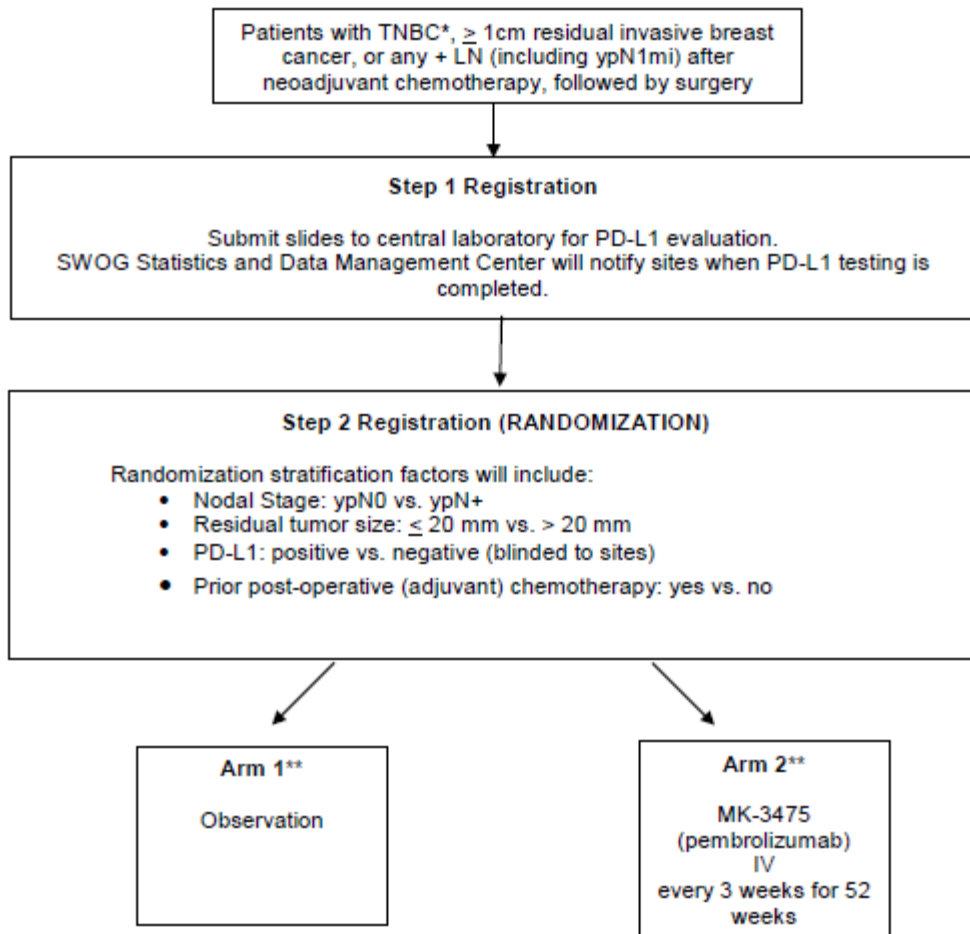 Patients with TNBC*, ≥ 1cm residual invasive breast
cancer, or any + LN (including ypN1mi) after
neoadjuvant chemotherapy, followed by surgery
Step 1 Registration
Submit slides to central laboratory for PD-L1 evaluation.
SWOG Statistics and Data Management Center will notify sites when PD-L1 testing is
completed.
Step 2 Registration (RANDOMIZATION)
Randomization stratification factors will include:
• Nodal Stage: ypN0 vs. ypN+
• Residual tumor size: ≤ 20 mm vs. > 20 mm
• PD-L1: positive vs. negative (blinded to sites)
• Prior post-operative (adjuvant) chemotherapy: yes vs. no
Arm 1**
Observation
Arm 2**
MK-3475
(pembrolizumab)
IV
every 3 weeks for 52
weeks